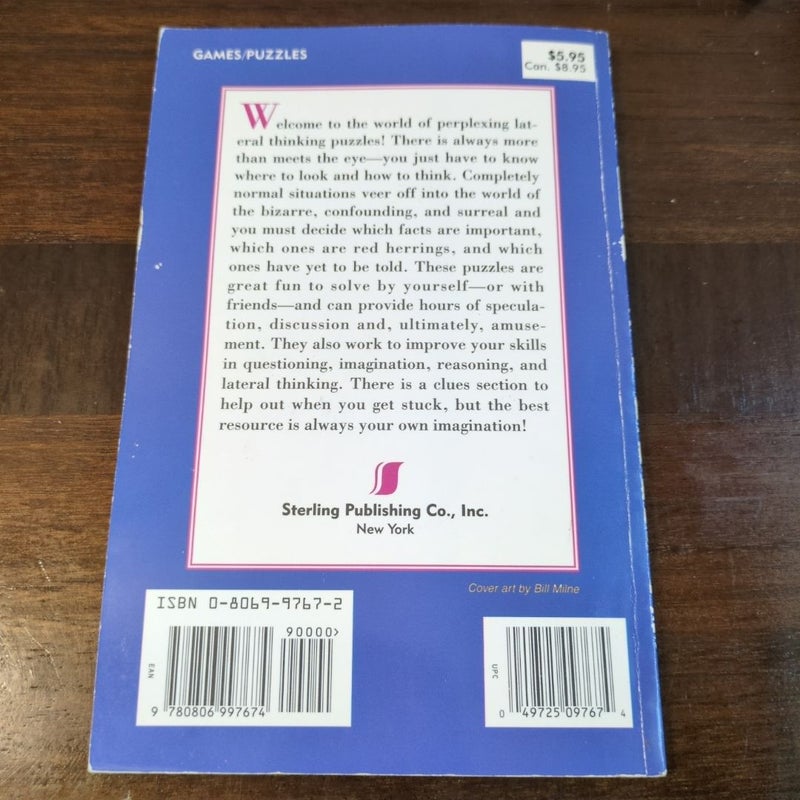 GAMES/PUZZLES
$5.95
Can. $8.95
Welcome to the world of perplexing lat-
eral thinking puzzles! There is always more
than meets the eye—you just have to know
where to look and how to think. Completely
normal situations veer off into the world of
the bizarre, confounding, and surreal and
you must decide which facts are important,
which ones are red herrings, and which
ones have yet to be told. These puzzles are
great fun to solve by yourself—or with
friends—and can provide hours of specula-
tion, discussion and, ultimately, amuse-
ment. They also work to improve your skills
in questioning, imagination, reasoning, and
lateral thinking. There is a clues section to
help out when you get stuck, but the best
resource is always your own imagination!
Sterling Publishing Co., Inc.
New York
Cover art by Bill Milne
ISBN 0-8069-9767-2
90000>
EAN
9 780806 997674
UPC
0 49725 09767 4